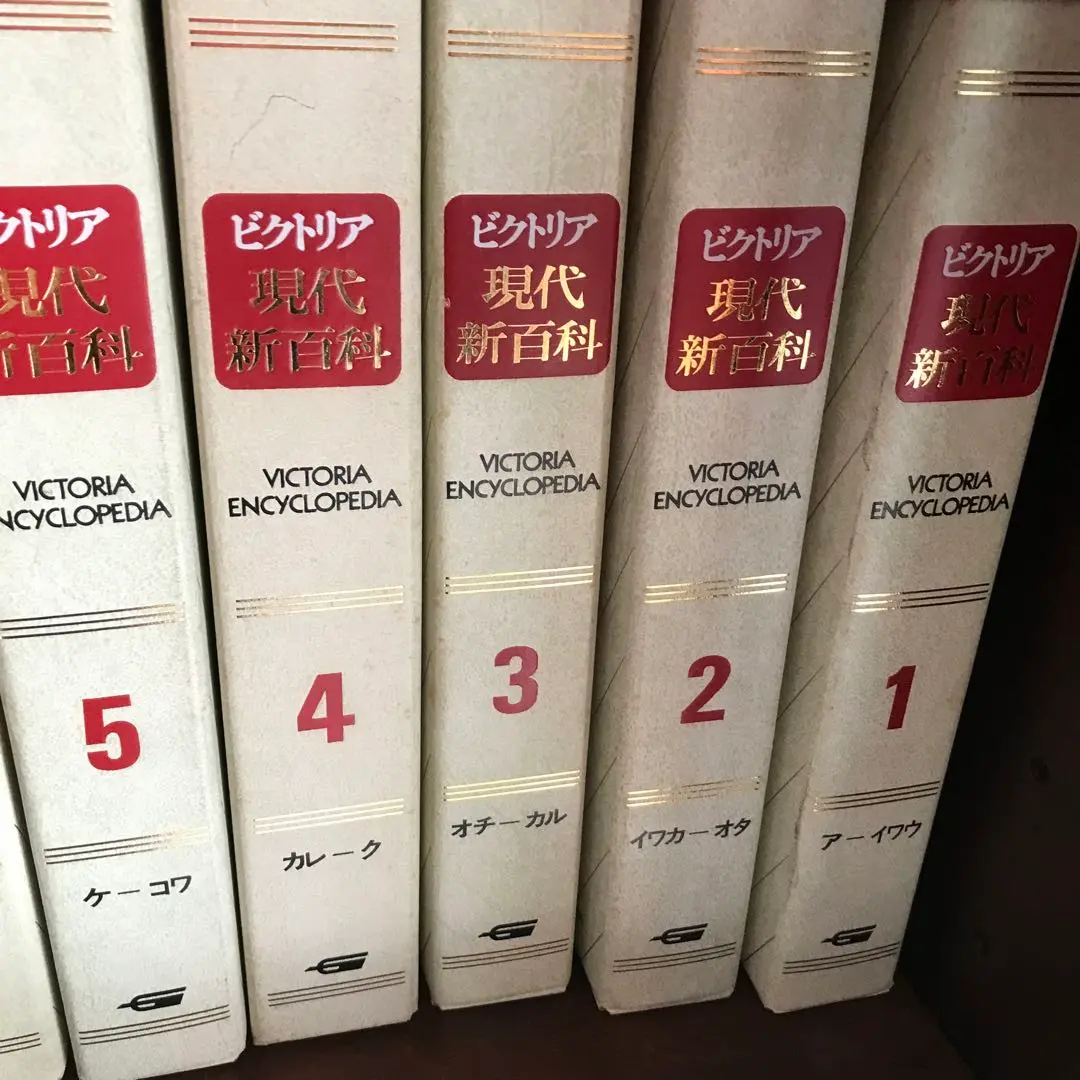 クトリア
現代
新百科
VICTORIA
ENCYCLOPEDIA
5
ケーコワ
ビクトリア
現代
新百科
VICTORIA
ENCYCLOPEDIA
4
カレーク
ビクトリア
現代
新百科
VICTORIA
ENCYCLOPEDIA
3
オチーカル
ビクトリア
現代
新百科
VICTORIA
ENCYCLOPEDIA
2
イワカーオタ
ビクトリア
現代
新百科
VICTORIA
ENCYCLOPEDIA
1
アーイワウ